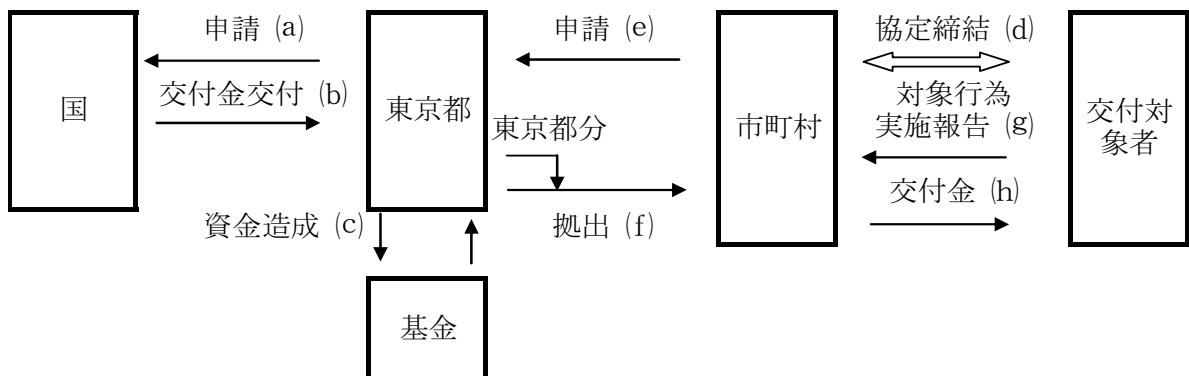 申請 (a)
申請 (e)
協定締結 (d)
交付金交付 (b)
対象行為
国
東京都
市町村
交付対
象者
東京都分
実施報告 (g)
交付金 (h)
資金造成 (c)
拠出 (f)
基金